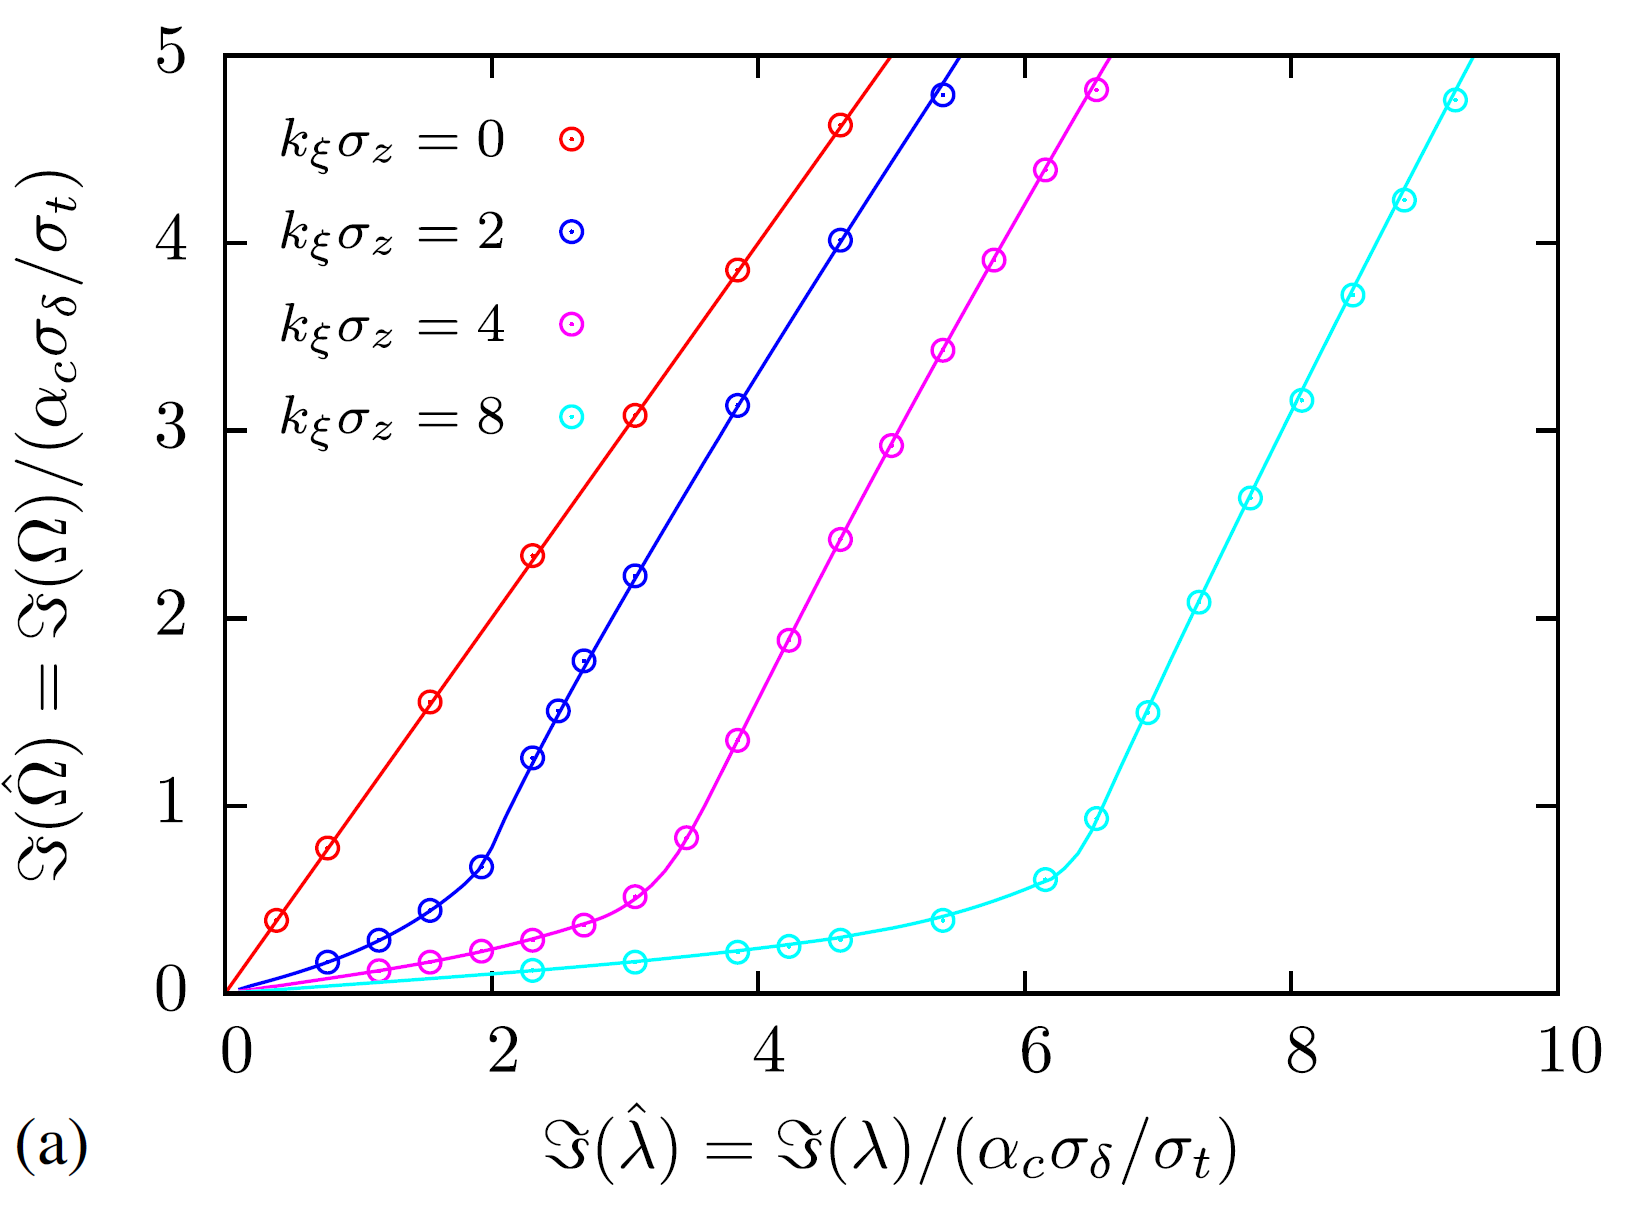 ℑ(Ω̂) = ℑ(Ω)/(α_cσ_δ/σ_t)
5
4
3
2
1
0
k_ξσ_z = 0
k_ξσ_z = 2
k_ξσ_z = 4
k_ξσ_z = 8
0 2 4 6 8 10
(a)
ℑ(λ̂) = ℑ(λ)/(α_cσ_δ/σ_t)